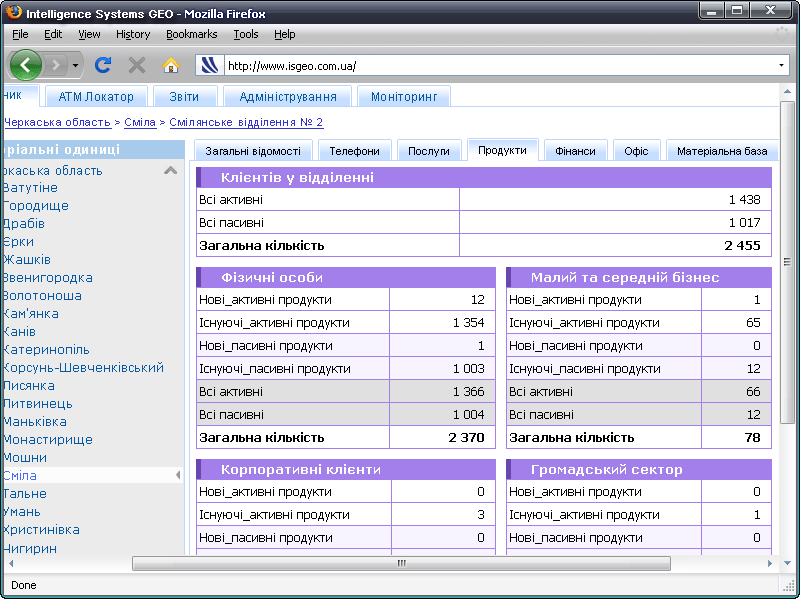 Intelligence Systems GEO - Mozilla Firefox
File Edit View History Bookmarks Tools Help
http://www.isgeo.com.ua/
ник АТМ Локатор Звіти Адміністрування Моніторинг
Черкаська область > Сміла > Смілянське відділення № 2
ріальні одиниці
Загальні відомості Телефони Послуги Продукти Фінанси Офіс Матеріальна база
ркаська область
Ватутіне
Городище
Драбів
Єрки
Жашків
Звенигородка
Золотоноша
Кам'янка
Канів
Катеринопіль
Корсунь-Шевченківський
Лисянка
Литвинець
Маньківка
Монастирище
Мошни
Сміла
Тальне
Умань
Христинівка
Чигирин
Клієнтів у відділенні
Всі активні 1 438
Всі пасивні 1 017
Загальна кількість 2 455
Фізичні особи
Нові_активні продукти 12
Існуючі_активні продукти 1 354
Нові_пасивні продукти 1
Існуючі_пасивні продукти 1 003
Всі активні 1 366
Всі пасивні 1 004
Загальна кількість 2 370
Малий та середній бізнес
Нові_активні продукти 1
Існуючі_активні продукти 65
Нові_пасивні продукти 0
Існуючі_пасивні продукти 12
Всі активні 66
Всі пасивні 12
Загальна кількість 78
Корпоративні клієнти
Нові_активні продукти 0
Існуючі_активні продукти 3
Нові_пасивні продукти 0
Громадський сектор
Нові_активні продукти 0
Існуючі_активні продукти 1
Нові_пасивні продукти 0
Done